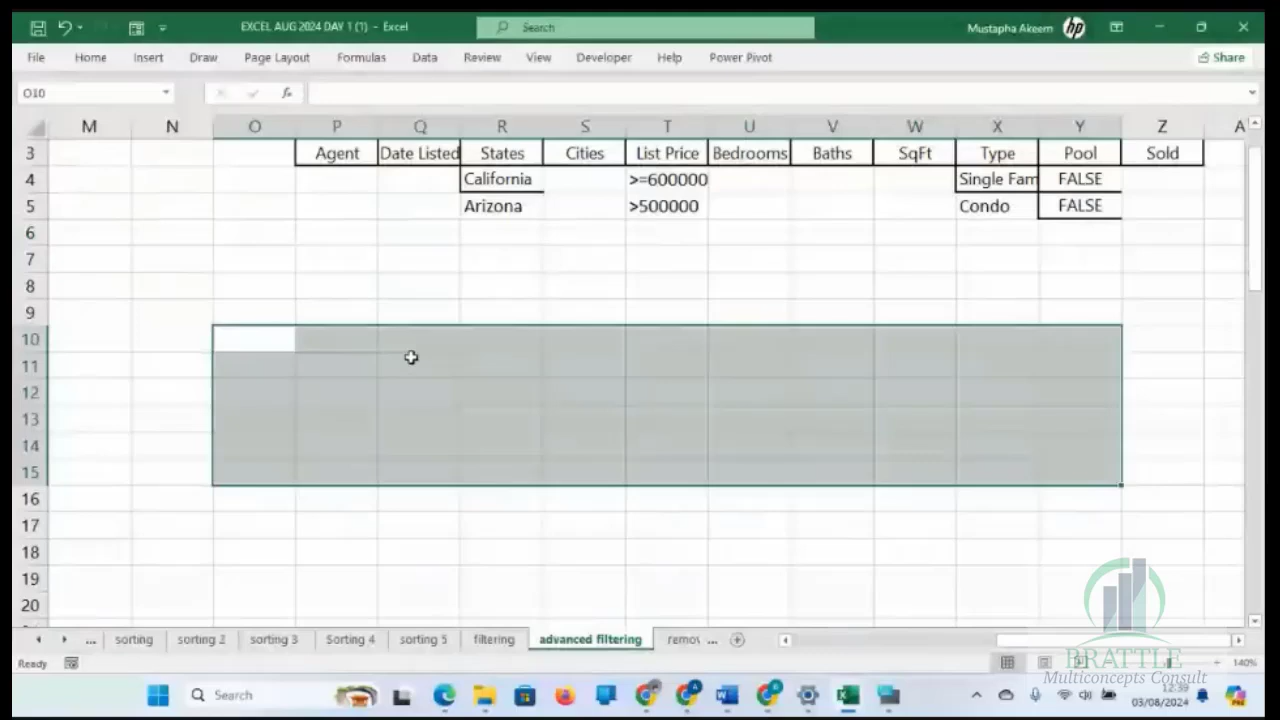 EXCEL AUG 2024 DAY 1 (1) - Excel
Search
Mustapha Akeem
hp
File Home Insert Draw Page Layout Formulas Data Review View Developer Help Power Pivot Share
O10
fx
M N O P Q R S T U V W X Y Z A
3 Agent Date Listed States Cities List Price Bedrooms Baths SqFt Type Pool Sold
4 California >=600000 Single Fam FALSE
5 Arizona >500000 Condo FALSE
6
7
8
9
10
11
12
13
14
15
16
17
18
19
20
... sorting sorting 2 sorting 3 Sorting 4 sorting 5 filtering advanced filtering remov ...
Ready 140%
BRATTLE
Multiconcepts Consult
Search
12:39
03/08/2024